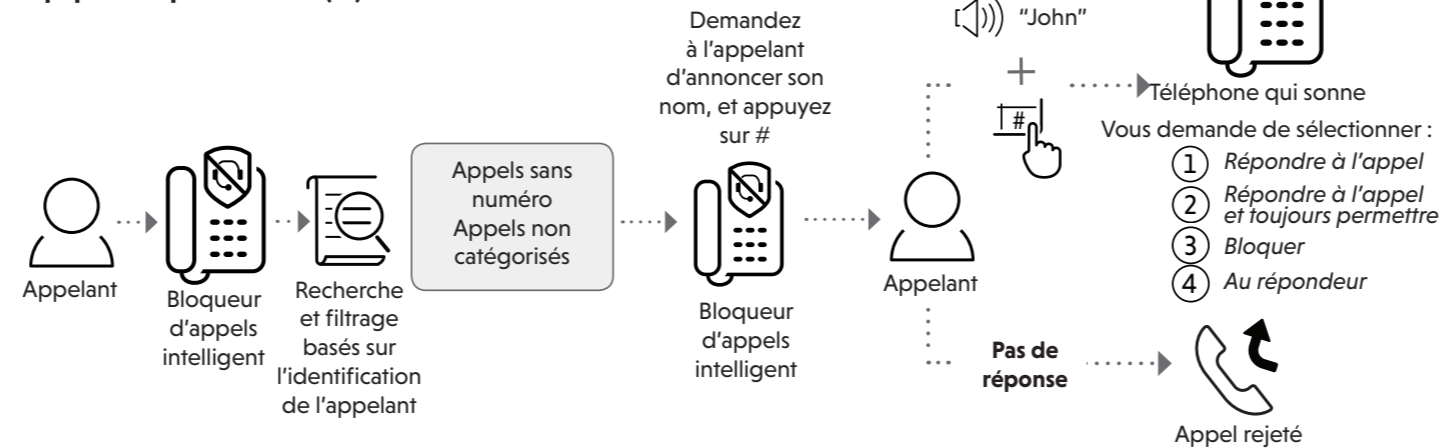 Appelant
Bloqueur
d'appels
intelligent
Recherche
et filtrage
basés sur
l'identification
de l'appelant
Appels sans
numéro
Appels non
catégorisés
Demandez
à l'appelant
d'annoncer son
nom, et appuyez
sur #
Bloqueur
d'appels
intelligent
Appelant
“John”
+
#
Téléphone qui sonne
Vous demande de sélectionner :
1 Répondre à l'appel
2 Répondre à l'appel
et toujours permettre
3 Bloquer
4 Au répondeur
Pas de
réponse
Appel rejeté